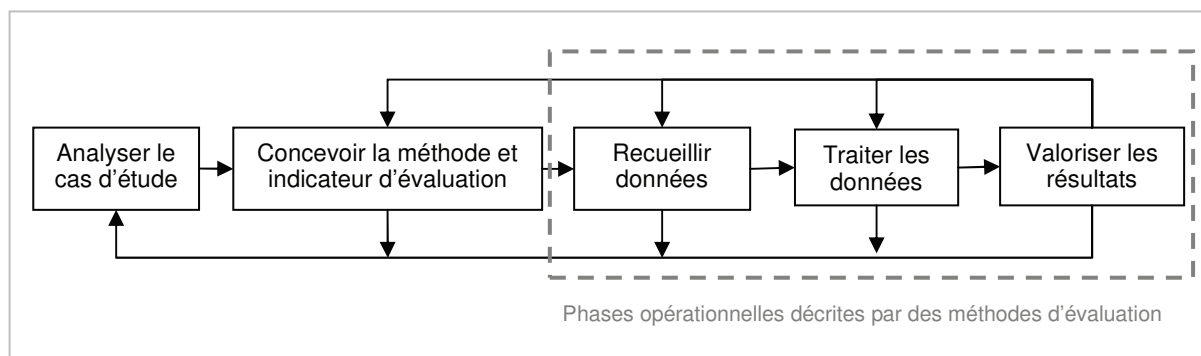 Analyser le
cas d'étude
Concevoir la méthode et
indicateur d'évaluation
Recueillir
données
Traiter les
données
Valoriser les
résultats
Phases opérationnelles décrites par des méthodes d'évaluation